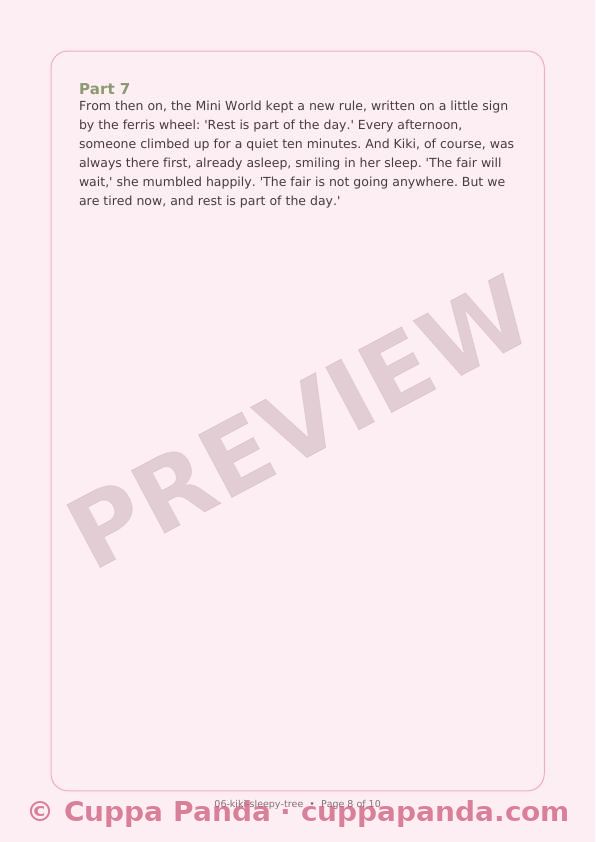 Part 7
From then on, the Mini World kept a new rule, written on a little sign
by the ferris wheel: 'Rest is part of the day.' Every afternoon,
someone climbed up for a quiet ten minutes. And Kiki, of course, was
always there first, already asleep, smiling in her sleep. 'The fair will
wait,' she mumbled happily. 'The fair is not going anywhere. But we
are tired now, and rest is part of the day.'
PREVIEW
06-kiki-sleepy-tree • Page 8 of 10
© Cuppa Panda · cuppapanda.com